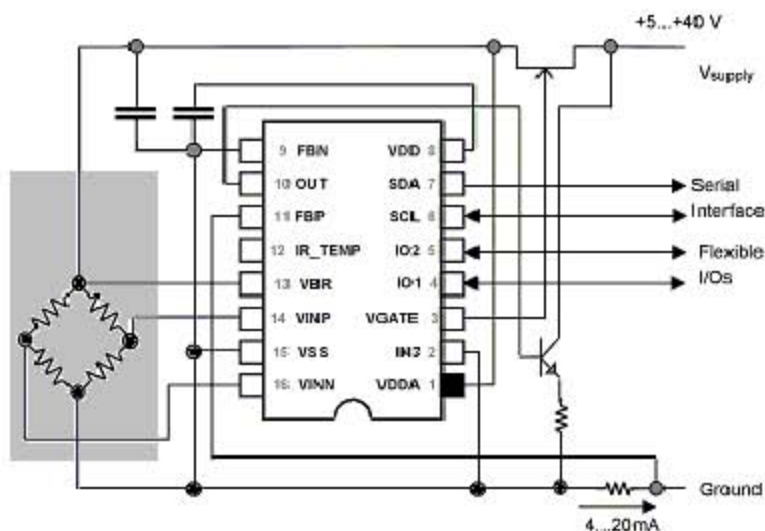 +5....+40 V
Vsupply
9 FBIN VDD 8
10 OUT SDA 7 Serial
11 FBIP SCL 6 Interface
12 IR_TEMP IO2 5 Flexible
13 VBR IO1 4 I/Os
14 VINP VGATE 3
15 VSS IN3 2
16 VINN VDDA 1
Ground
4....20mA